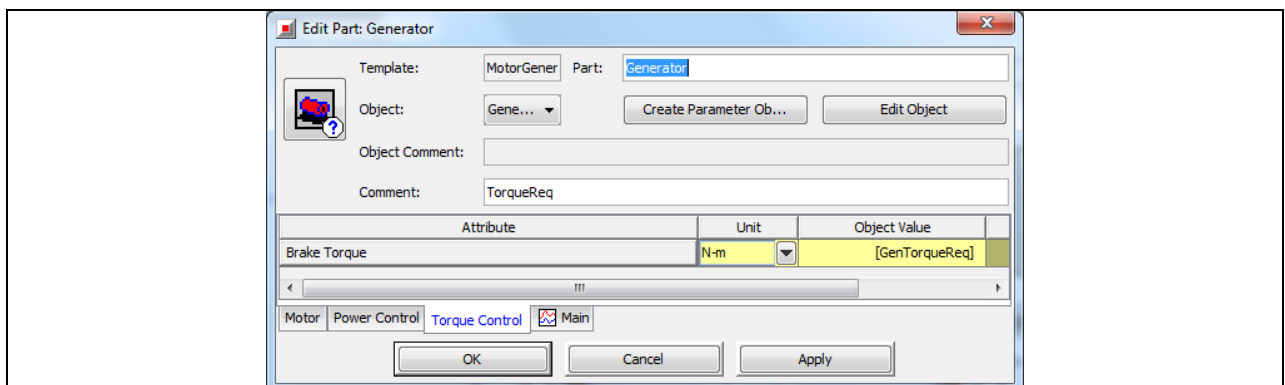 Edit Part: Generator
Template: MotorGener Part: Generator
Object: Gene... Create Parameter Ob... Edit Object
Object Comment:
Comment: TorqueReq
Attribute Unit Object Value
Brake Torque N-m [GenTorqueReq]
Motor Power Control Torque Control Main
OK Cancel Apply